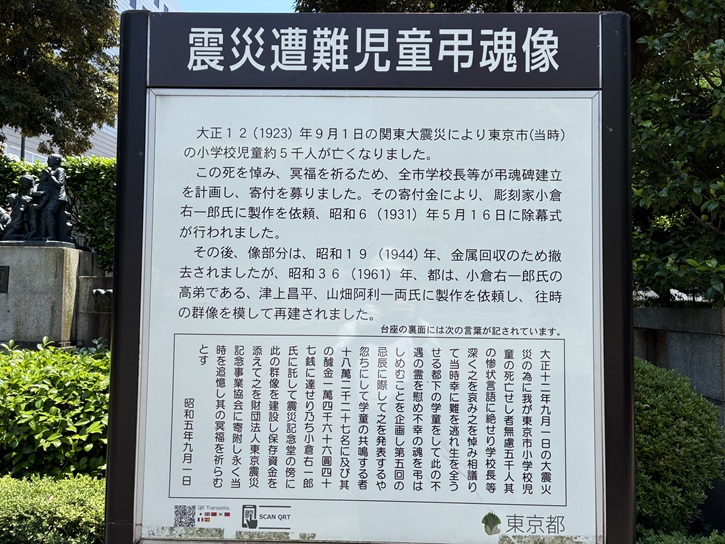 震災遭難児童弔魂像
大正１２（1923）年９月１日の関東大震災により東京市(当時)
の小学校児童約５千人が亡くなりました。
この死を悼み、冥福を祈るため、全市学校長等が弔魂碑建立
を計画し、寄付を募りました。その寄付金により、彫刻家小倉
右一郎氏に製作を依頼、昭和６（1931）年５月１６日に除幕式
が行われました。
その後、像部分は、昭和１９（1944）年、金属回収のため撤
去されましたが、昭和３６（1961）年、都は、小倉右一郎氏の
高弟である、津上昌平、山畑阿利一両氏に製作を依頼し、往時
の群像を模して再建されました。
台座の裏面には次の言葉が記されています。
大正十二年九月一日の大震火
災の為に我が東京市小学校児
童の死亡せし者無慮五千人其
の惨状言語に絶せり学校長等
深く之を哀み之を悼み相議り
て当時幸に難を逃れ生を全う
せる都下の学童をして此の不
遇の霊を慰め不幸の魂を弔は
しめむことを企画し第五回の
忌辰に際して之を発表するや
忽ちにして学童の共鳴する者
十八萬二千二十七名に及び其
の醵金一萬四千六十六圓四十
七銭に達せり乃ち小倉右一郎
氏に託して震災記念堂の傍に
此の群像を建設し保存資金を
添えて之を財団法人東京震災
記念事業協会に寄附し永く当
時を追憶し其の冥福を祈らむ
とす
昭和五年九月一日
QR Translator.
SCAN QRT
東京都